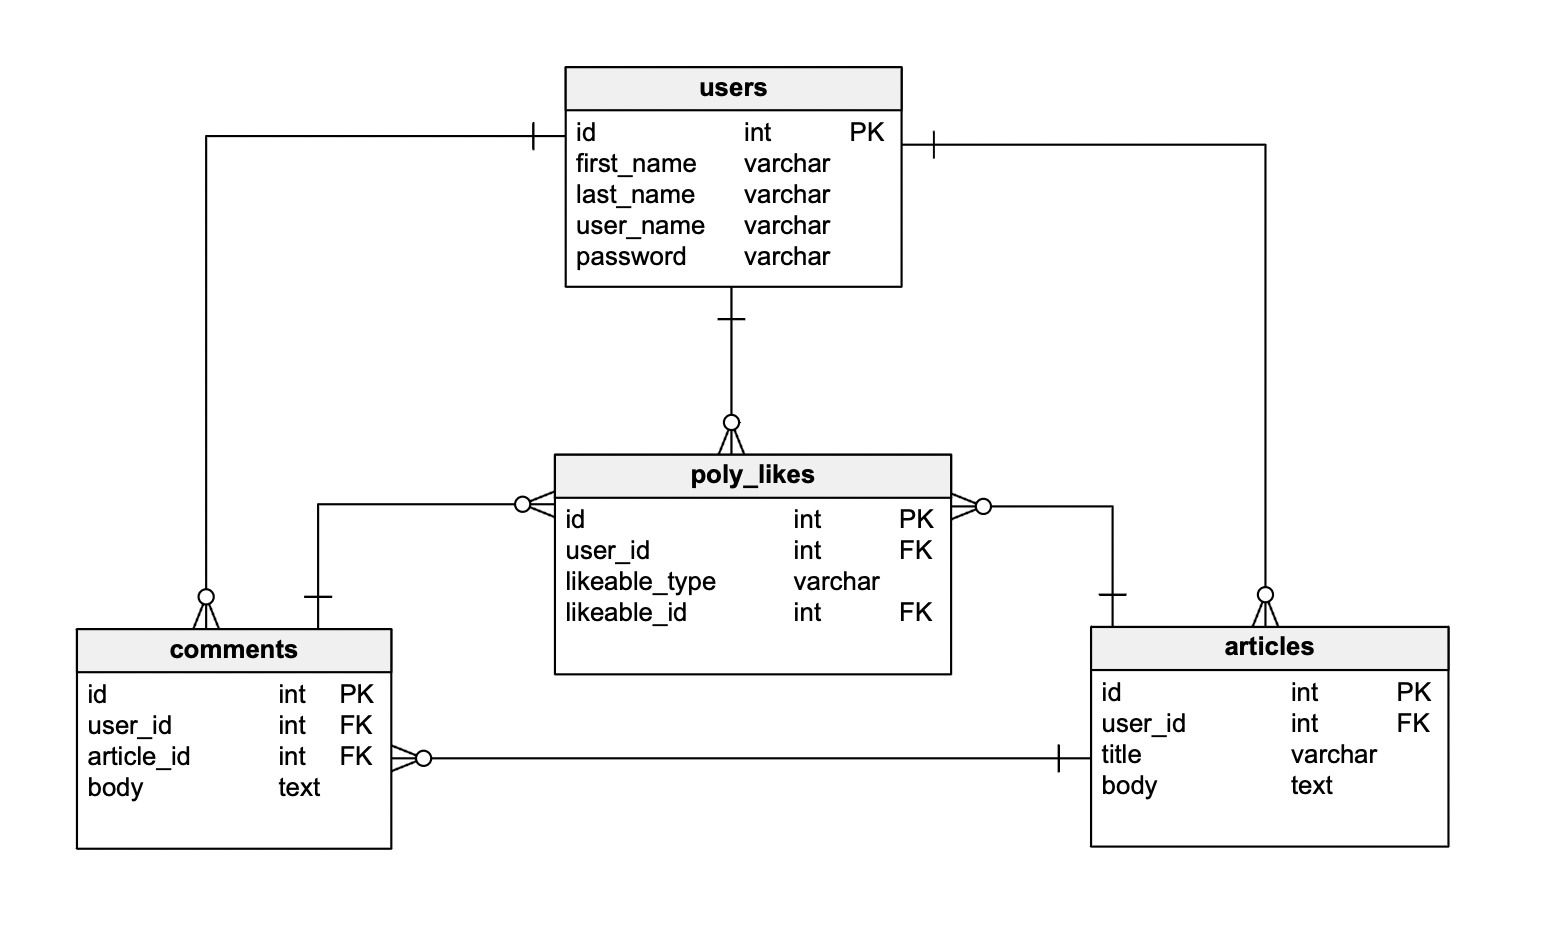 users
id int PK
first_name varchar
last_name varchar
user_name varchar
password varchar
poly_likes
id int PK
user_id int FK
likeable_type varchar
likeable_id int FK
comments
id int PK
user_id int FK
article_id int FK
body text
articles
id int PK
user_id int FK
title varchar
body text